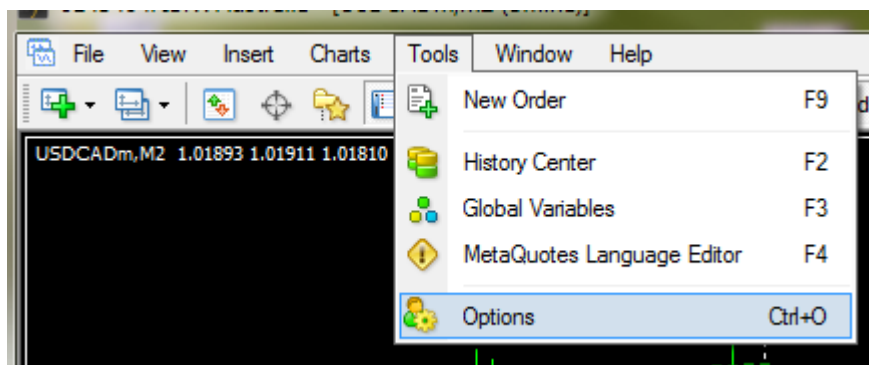 File View Insert Charts Tools Window Help
New Order F9
USDCADm,M2 1.01893 1.01911 1.01810
History Center F2
Global Variables F3
MetaQuotes Language Editor F4
Options Ctrl+O